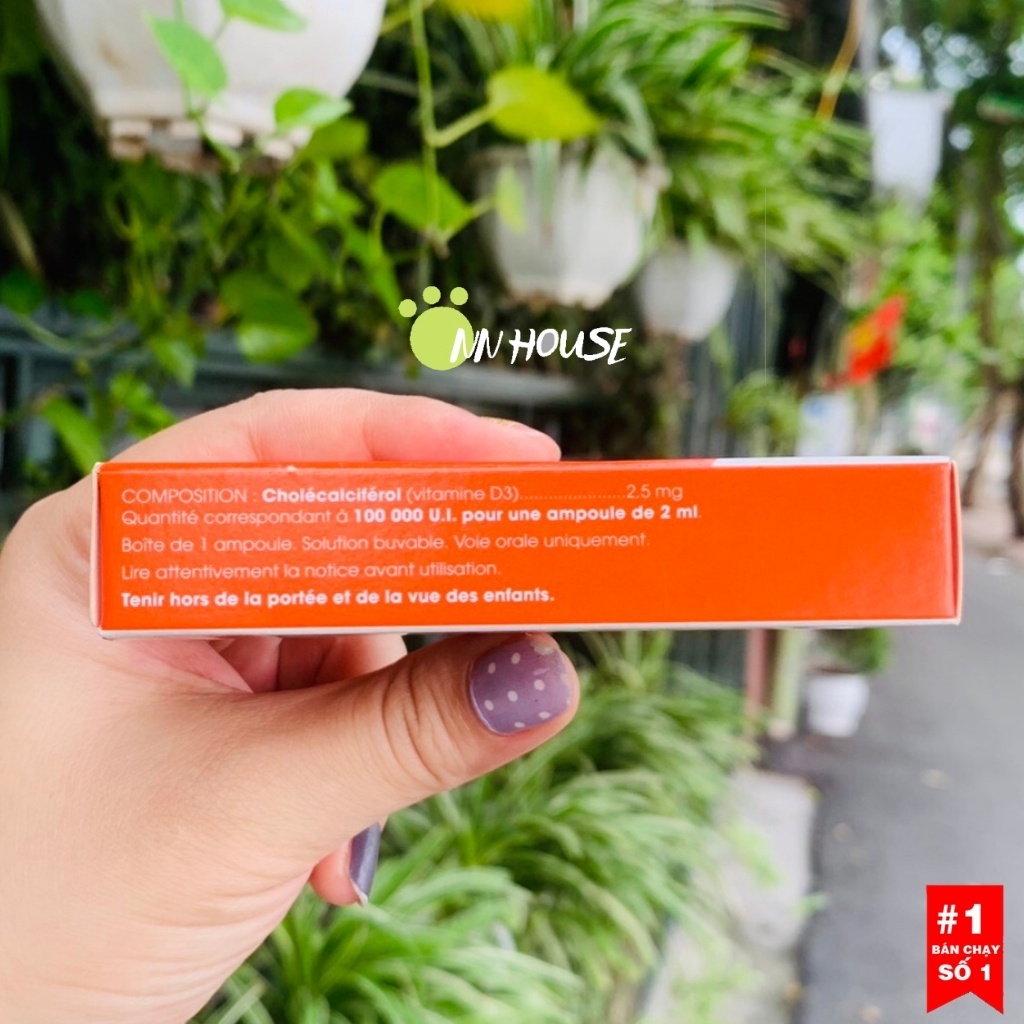 NN HOUSE
COMPOSITION : Cholécalciférol (vitamine D3)....................2,5 mg
Quantité correspondant à 100 000 U.I. pour une ampoule de 2 ml.
Boîte de 1 ampoule. Solution buvable. Voie orale uniquement.
Lire attentivement la notice avant utilisation.
Tenir hors de la portée et de la vue des enfants.
#1
BÁN CHẠY
SỐ 1